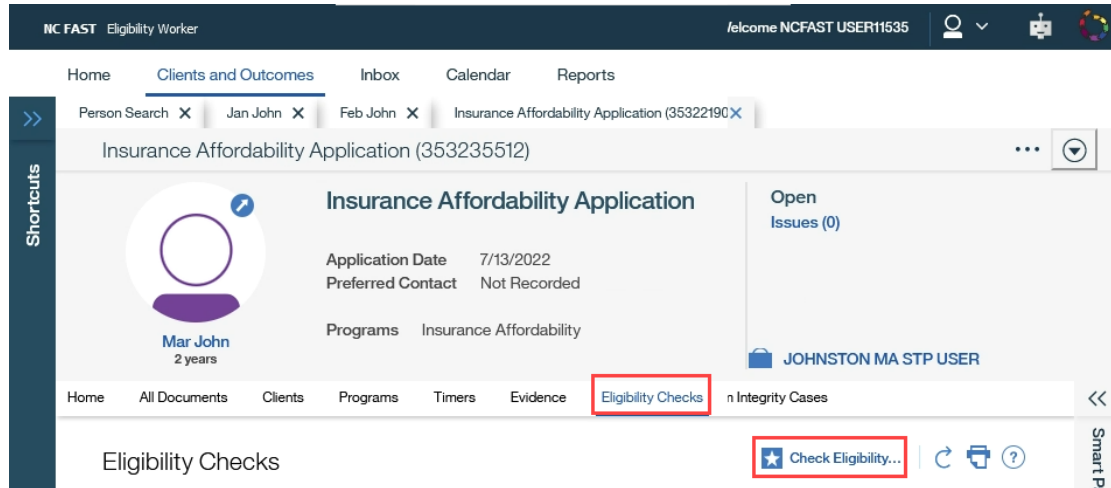 NC FAST Eligibility Worker
/elcome NCFAST USER11535
Home Clients and Outcomes Inbox Calendar Reports
Person Search Jan John Feb John Insurance Affordability Application (35322190
Insurance Affordability Application (353235512)
Shortcuts
Insurance Affordability Application
Open
Issues (0)
Application Date 7/13/2022
Preferred Contact Not Recorded
Programs Insurance Affordability
Mar John
2 years
JOHNSTON MA STP USER
Home All Documents Clients Programs Timers Evidence Eligibility Checks n Integrity Cases
Eligibility Checks
Check Eligibility...
Smart P